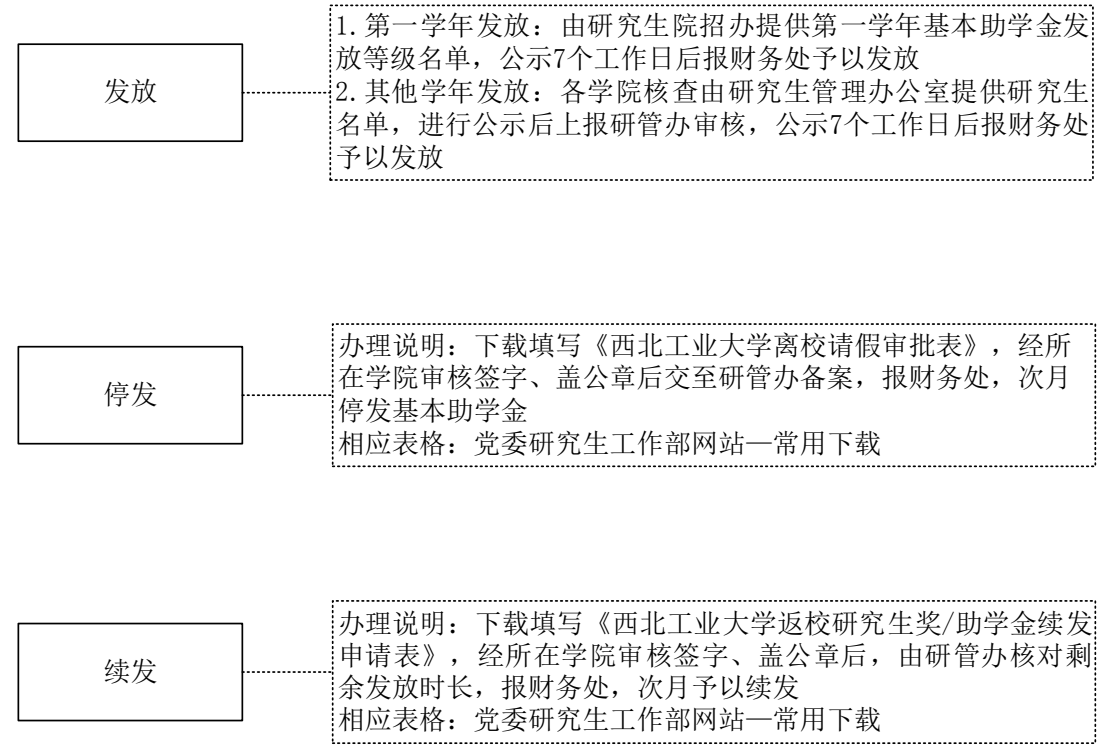 发放
1.第一学年发放：由研究生院招办提供第一学年基本助学金发
放等级名单，公示7个工作日后报财务处予以发放
2.其他学年发放：各学院核查由研究生管理办公室提供研究生
名单，进行公示后上报研管办审核，公示7个工作日后报财务处
予以发放
停发
办理说明：下载填写《西北工业大学离校请假审批表》，经所
在学院审核签字、盖公章后交至研管办备案，报财务处，次月
停发基本助学金
相应表格：党委研究生工作部网站—常用下载
续发
办理说明：下载填写《西北工业大学返校研究生奖/助学金续发
申请表》，经所在学院审核签字、盖公章后，由研管办核对剩
余发放时长，报财务处，次月予以续发
相应表格：党委研究生工作部网站—常用下载